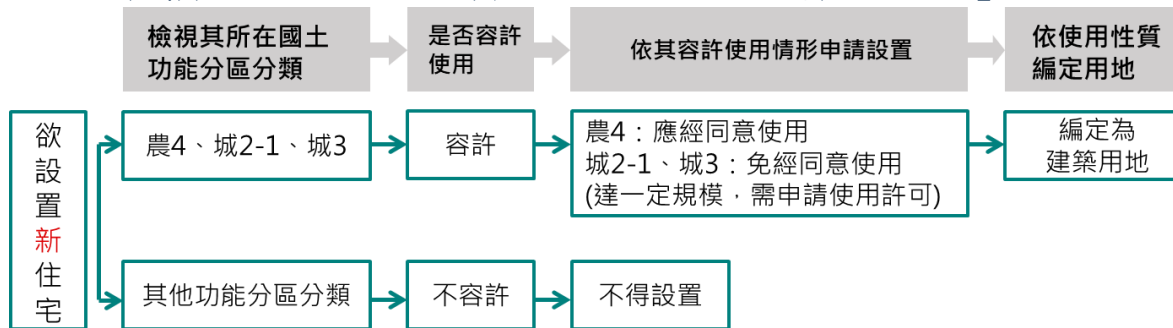 檢視其所在國土
功能分區分類
是否容許
使用
依其容許使用情形申請設置
依使用性質
編定用地
欲
設
置
新
住
宅
農4、城2-1、城3
容許
農4：應經同意使用
城2-1、城3：免經同意使用
(達一定規模，需申請使用許可)
編定為
建築用地
其他功能分區分類
不容許
不得設置